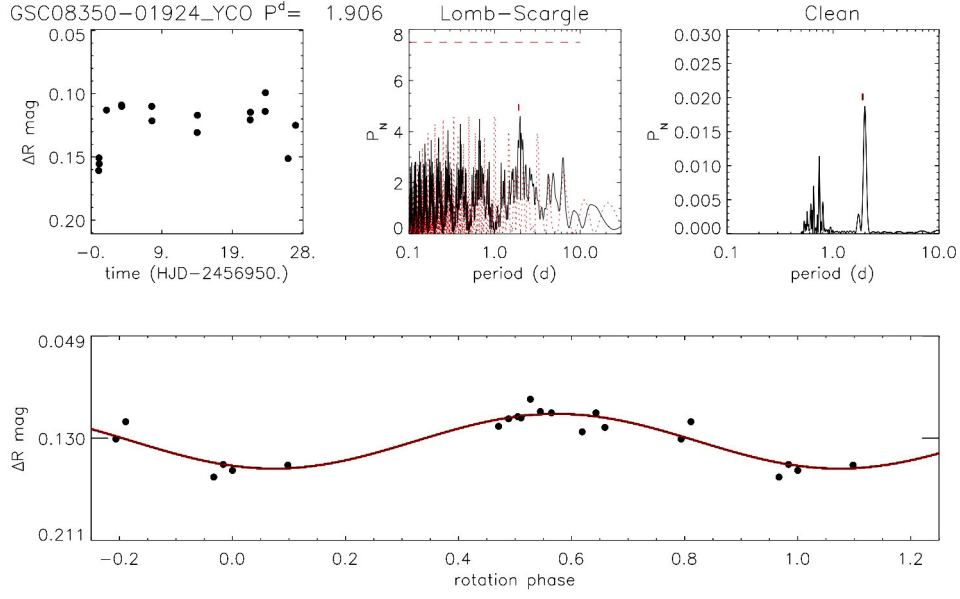 GSC08350-01924_YCO P^d= 1.906
Lomb-Scargle
Clean
0.05
0.10
0.15
0.20
ΔR mag
-0. 9. 19. 28.
time (HJD-2456950.)
8
6
4
2
0
P_N
0.1 1.0 10.0
period (d)
0.030
0.025
0.020
0.015
0.010
0.005
0.000
P_N
0.1 1.0 10.0
period (d)
0.049
0.130
0.211
ΔR mag
-0.2 0.0 0.2 0.4 0.6 0.8 1.0 1.2
rotation phase